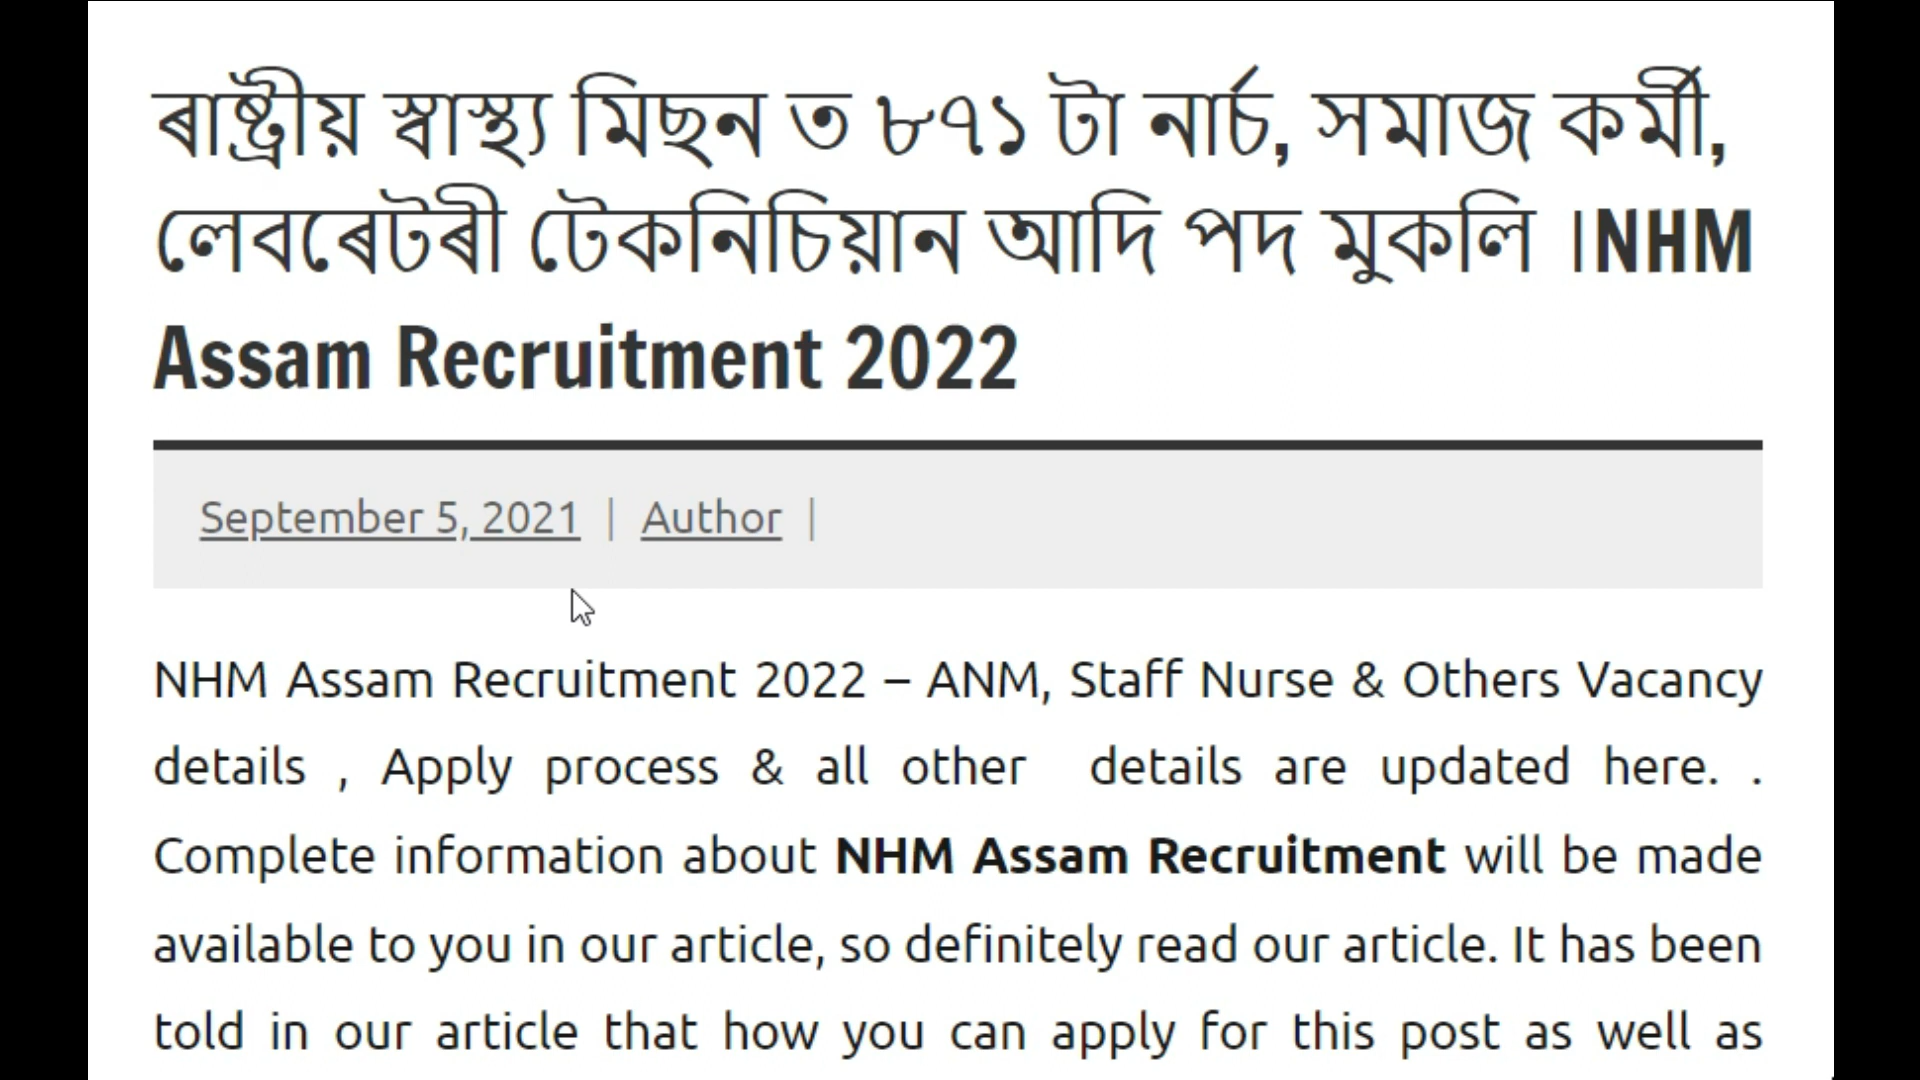 ৰাষ্ট্ৰীয় স্বাস্থ্য মিছন ত ৮৭১ টা নাৰ্চ, সমাজ কৰ্মী,
লেবৰেটৰী টেকনিচিয়ান আদি পদ মুকলি ।NHM
Assam Recruitment 2022
September 5, 2021 | Author |
NHM Assam Recruitment 2022 – ANM, Staff Nurse & Others Vacancy
details , Apply process & all other details are updated here. .
Complete information about NHM Assam Recruitment will be made
available to you in our article, so definitely read our article. It has been
told in our article that how you can apply for this post as well as